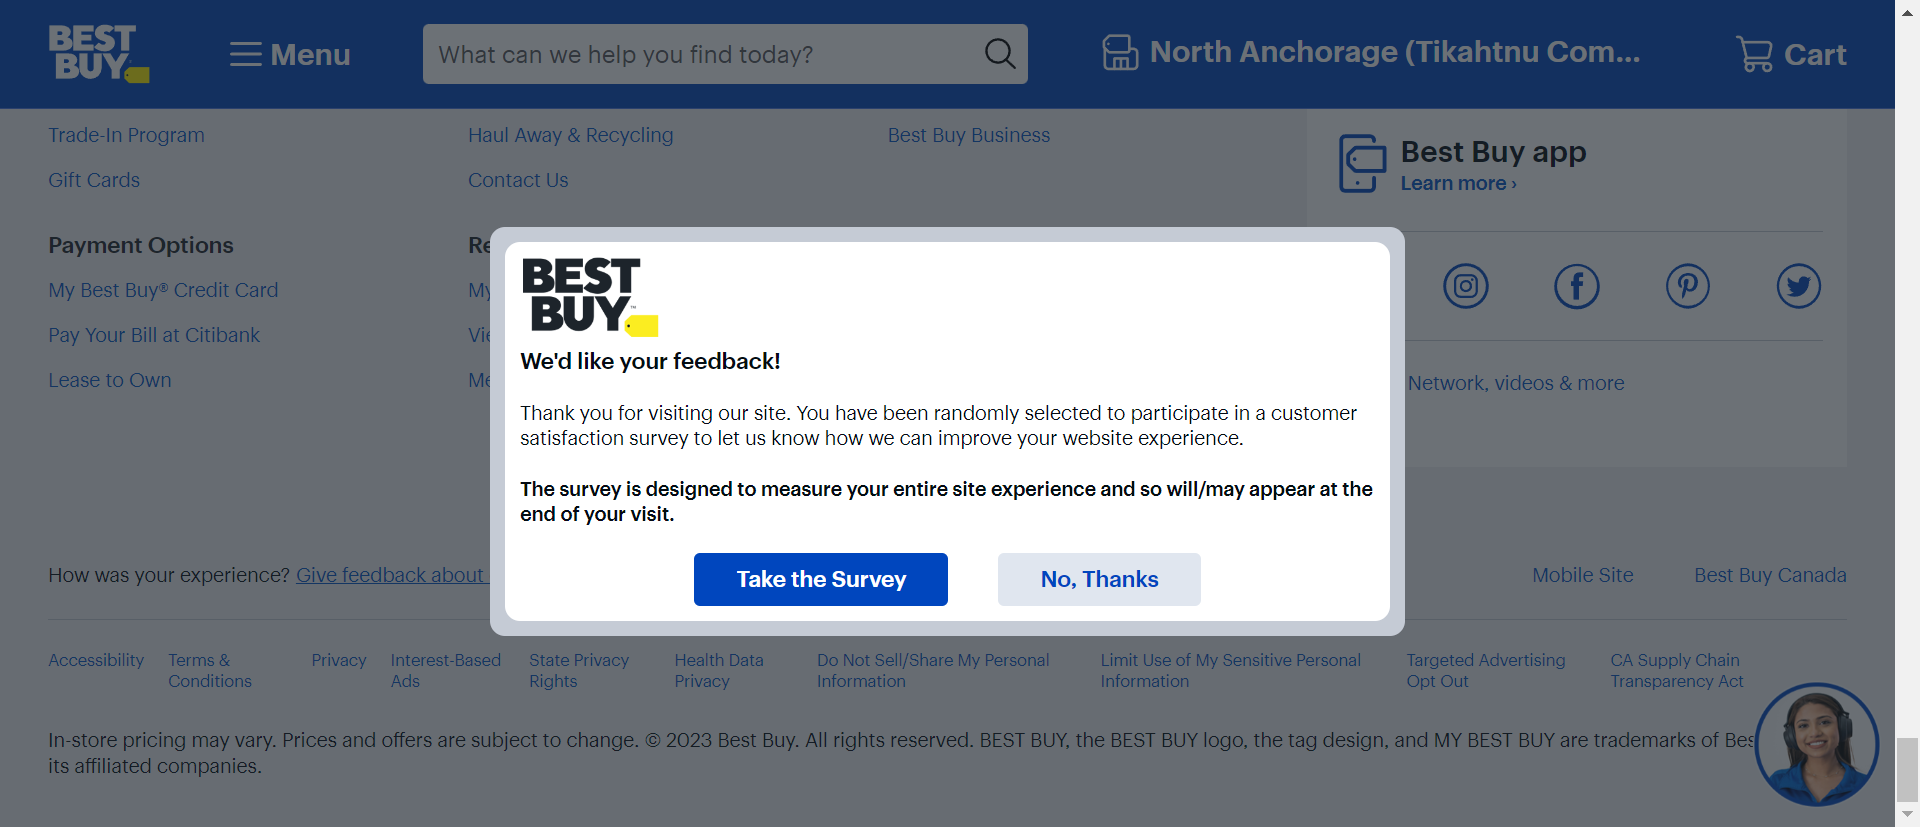 BEST
BUY
Menu
What can we help you find today?
North Anchorage (Tikahtnu Com...
Cart
Trade-In Program
Haul Away & Recycling
Best Buy Business
Gift Cards
Contact Us
Best Buy app
Learn more ›
Payment Options
Re
My Best Buy® Credit Card
My
Pay Your Bill at Citibank
Vie
Lease to Own
Me
Network, videos & more
BEST
BUY™
We'd like your feedback!
Thank you for visiting our site. You have been randomly selected to participate in a customer
satisfaction survey to let us know how we can improve your website experience.
The survey is designed to measure your entire site experience and so will/may appear at the
end of your visit.
Take the Survey
No, Thanks
How was your experience? Give feedback about
Mobile Site
Best Buy Canada
Accessibility
Terms &
Conditions
Privacy
Interest-Based
Ads
State Privacy
Rights
Health Data
Privacy
Do Not Sell/Share My Personal
Information
Limit Use of My Sensitive Personal
Information
Targeted Advertising
Opt Out
CA Supply Chain
Transparency Act
In-store pricing may vary. Prices and offers are subject to change. © 2023 Best Buy. All rights reserved. BEST BUY, the BEST BUY logo, the tag design, and MY BEST BUY are trademarks of Bes
its affiliated companies.